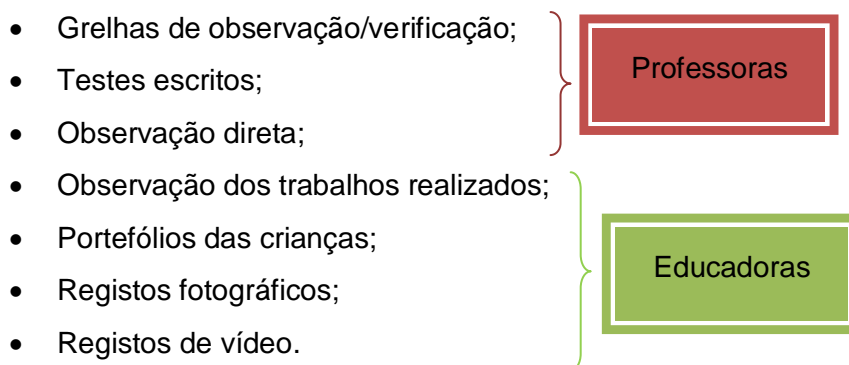 • Grelhas de observação/verificação;
• Testes escritos;
• Observação direta;
Professoras
• Observação dos trabalhos realizados;
• Portefólios das crianças;
• Registos fotográficos;
• Registos de vídeo.
Educadoras